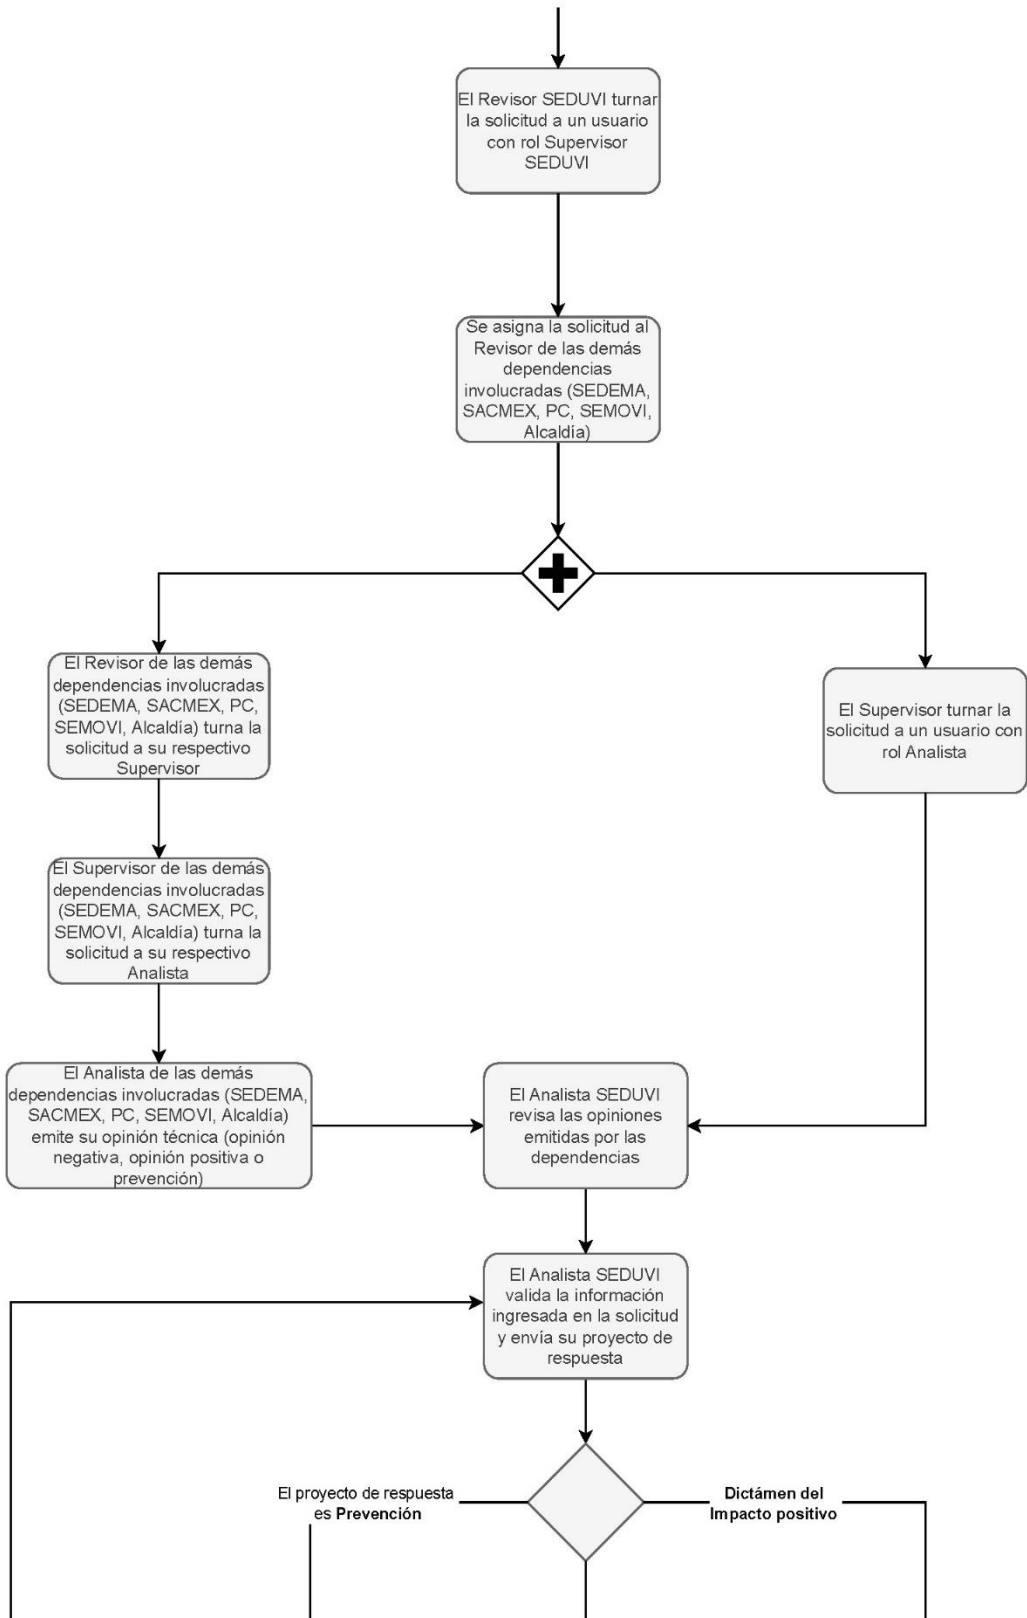 El Revisor SEDUVI turnar
la solicitud a un usuario
con rol Supervisor
SEDUVI
Se asigna la solicitud al
Revisor de las demás
dependencias
involucradas (SEDEMA,
SACMEX, PC, SEMOVI,
Alcaldía)
El Revisor de las demás
dependencias involucradas
(SEDEMA, SACMEX, PC,
SEMOVI, Alcaldía) turna la
solicitud a su respectivo
Supervisor
El Supervisor turnar la
solicitud a un usuario con
rol Analista
El Supervisor de las demás
dependencias involucradas
(SEDEMA, SACMEX, PC,
SEMOVI, Alcaldía) turna la
solicitud a su respectivo
Analista
El Analista de las demás
dependencias involucradas (SEDEMA,
SACMEX, PC, SEMOVI, Alcaldía)
emite su opinión técnica (opinión
negativa, opinión positiva o
prevención)
El Analista SEDUVI
revisa las opiniones
emitidas por las
dependencias
El Analista SEDUVI
valida la información
ingresada en la solicitud
y envía su proyecto de
respuesta
El proyecto de respuesta
es Prevención
Dictámen del
Impacto positivo